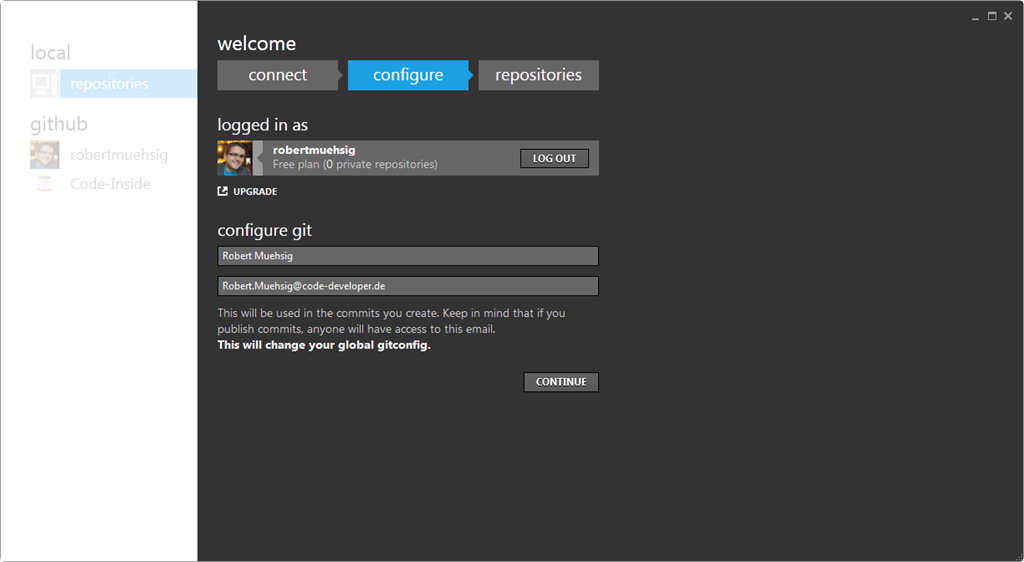 local
repositories
github
robertmuehsig
Code-Inside
welcome
connect
configure
repositories
logged in as
robertmuehsig
Free plan (0 private repositories)
LOG OUT
UPGRADE
configure git
Robert Muehsig
Robert.Muehsig@code-developer.de
This will be used in the commits you create. Keep in mind that if you
publish commits, anyone will have access to this email.
This will change your global gitconfig.
CONTINUE